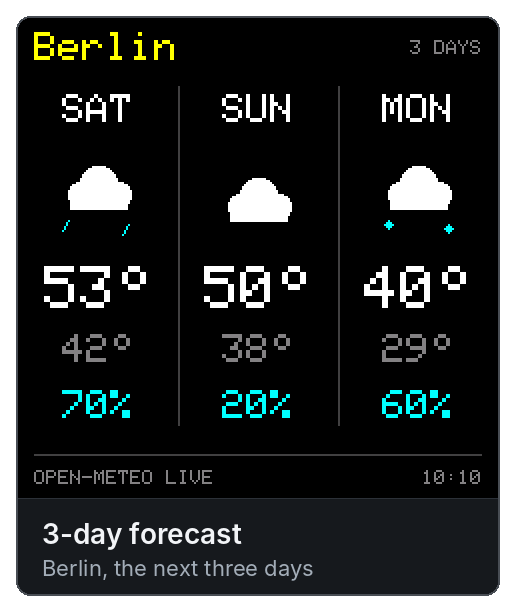 Berlin 3 DAYS
SAT SUN MON
53° 50° 40°
42° 38° 29°
70% 20% 60%
OPEN-METEO LIVE 10:10
3-day forecast
Berlin, the next three days